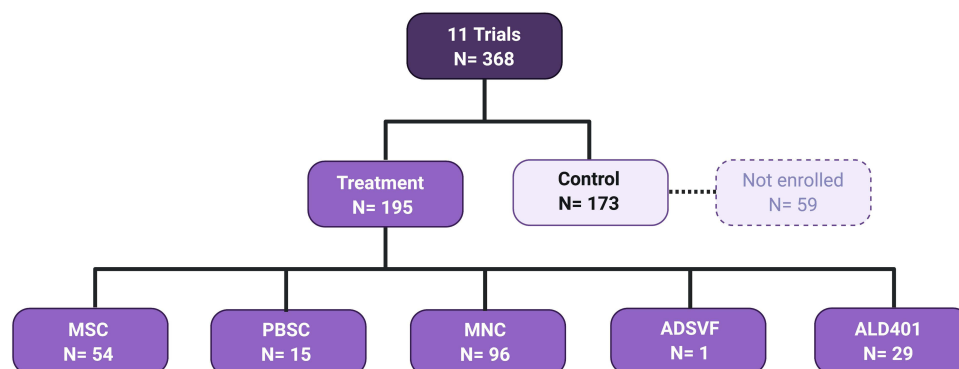 11 Trials
N= 368
Treatment
N= 195
Control
N= 173
Not enrolled
N= 59
MSC
N= 54
PBSC
N= 15
MNC
N= 96
ADSVF
N= 1
ALD401
N= 29